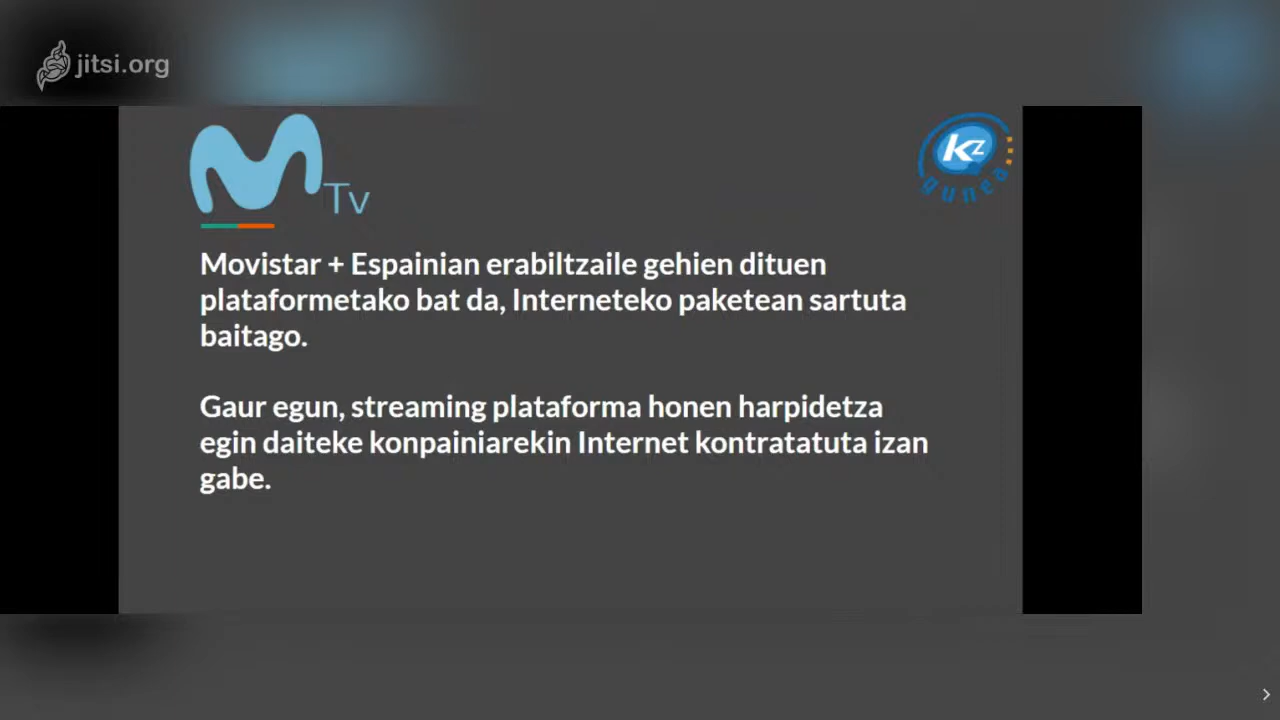 jitsi.org
Tv
kz
gunea
Movistar + Espainian erabiltzaile gehien dituen
plataformetako bat da, Interneteko paketean sartuta
baitago.
Gaur egun, streaming plataforma honen harpidetza
egin daiteke konpainiarekin Internet kontratatuta izan
gabe.